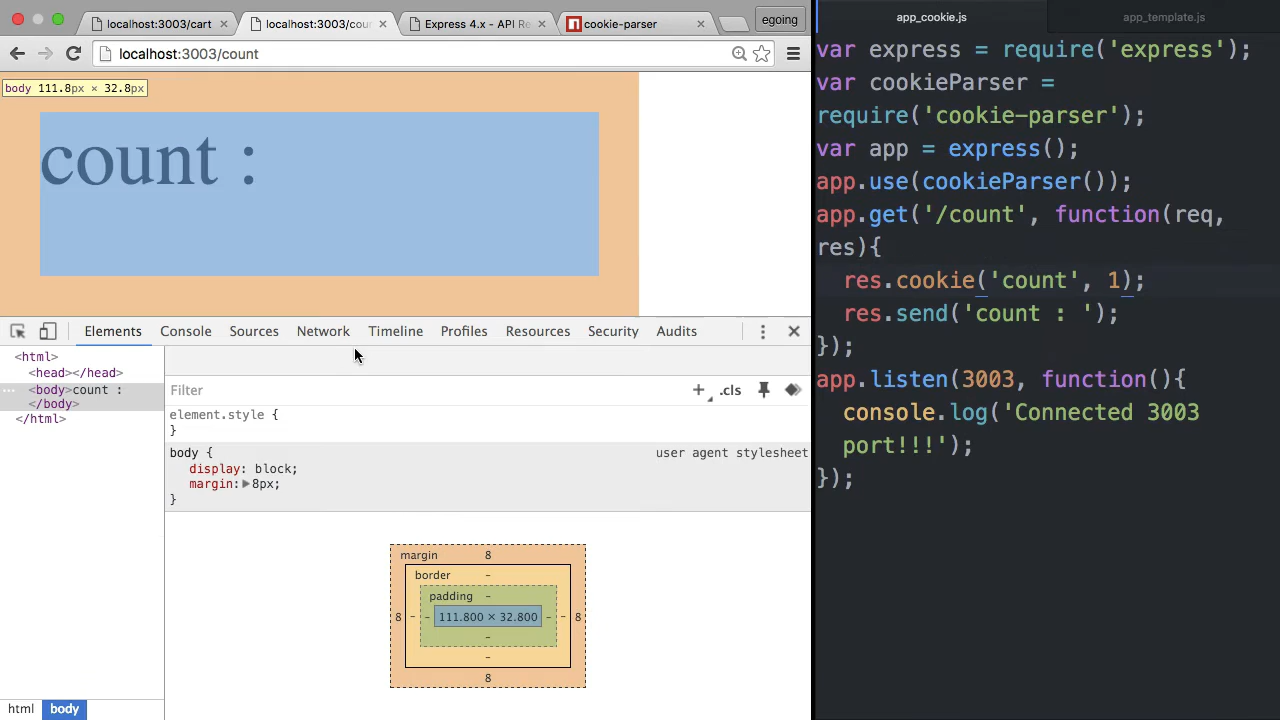 localhost:3003/cart
localhost:3003/cou
Express 4.x - API Re
cookie-parser
egoing
localhost:3003/count
body 111.8px × 32.8px
count :
Elements Console Sources Network Timeline Profiles Resources Security Audits
<html>
<head></head>
<body>count :
</body>
</html>
Filter
.cls
element.style {
}
body {
user agent stylesheet
display: block;
margin: 8px;
}
margin 8
border -
padding -
8 - - 111.800 × 32.800 - - 8
-
-
8
html body
app_cookie.js
app_template.js
var express = require('express');
var cookieParser =
require('cookie-parser');
var app = express();
app.use(cookieParser());
app.get('/count', function(req,
res){
res.cookie('count', 1);
res.send('count : ');
});
app.listen(3003, function(){
console.log('Connected 3003
port!!!');
});